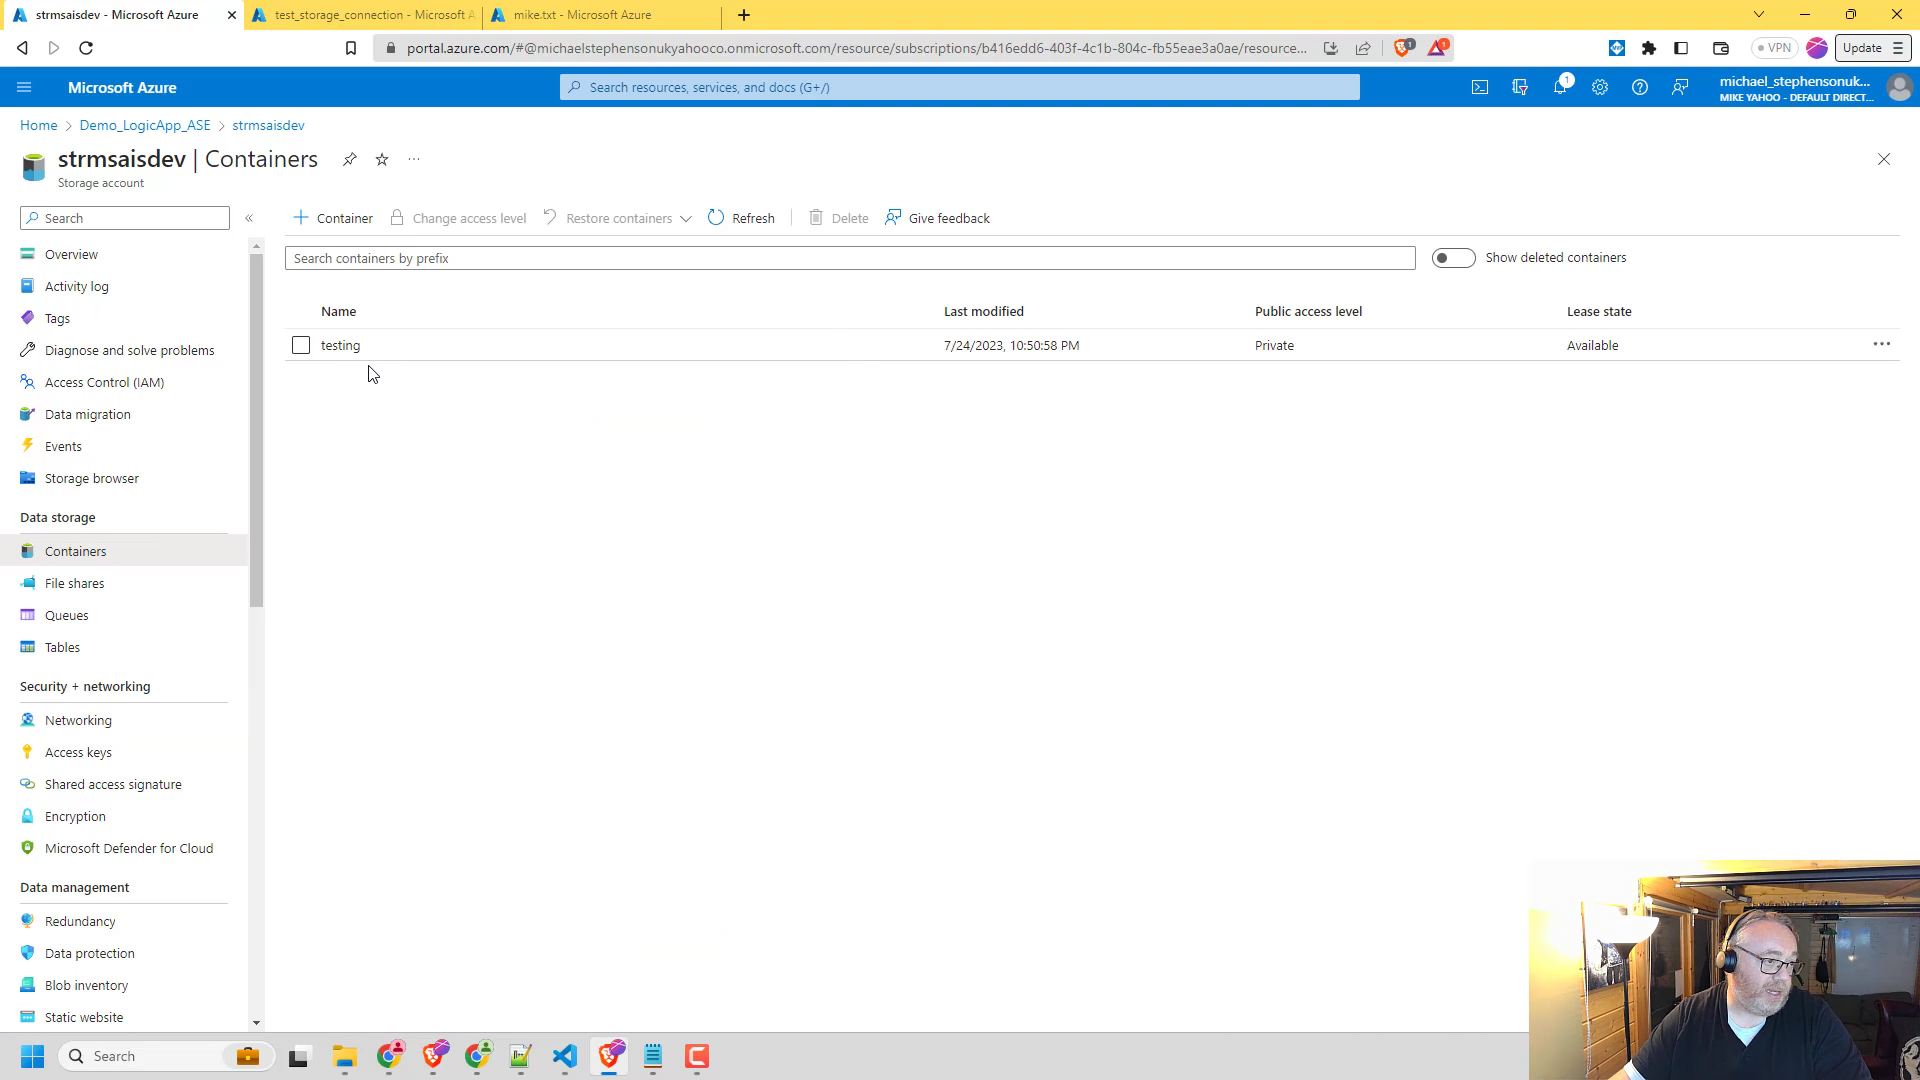 strmsaisdev - Microsoft Azure
test_storage_connection - Microsoft A
mike.txt - Microsoft Azure
portal.azure.com/#@michaelstephensonukyahooco.onmicrosoft.com/resource/subscriptions/b416edd6-403f-4c1b-804c-fb55eae3a0ae/resource...
1
1
VPN
Update
Microsoft Azure
Search resources, services, and docs (G+/)
1
michael_stephensonuk...
MIKE YAHOO - DEFAULT DIRECT...
Home > Demo_LogicApp_ASE > strmsaisdev
strmsaisdev | Containers
Storage account
Search
Container
Change access level
Restore containers
Refresh
Delete
Give feedback
Search containers by prefix
Show deleted containers
Name
Last modified
Public access level
Lease state
testing
7/24/2023, 10:50:58 PM
Private
Available
Overview
Activity log
Tags
Diagnose and solve problems
Access Control (IAM)
Data migration
Events
Storage browser
Data storage
Containers
File shares
Queues
Tables
Security + networking
Networking
Access keys
Shared access signature
Encryption
Microsoft Defender for Cloud
Data management
Redundancy
Data protection
Blob inventory
Static website
Search